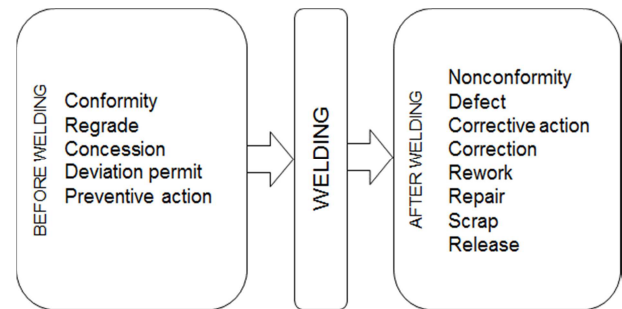 BEFORE WELDING
Conformity
Regrade
Concession
Deviation permit
Preventive action
WELDING
AFTER WELDING
Nonconformity
Defect
Corrective action
Correction
Rework
Repair
Scrap
Release